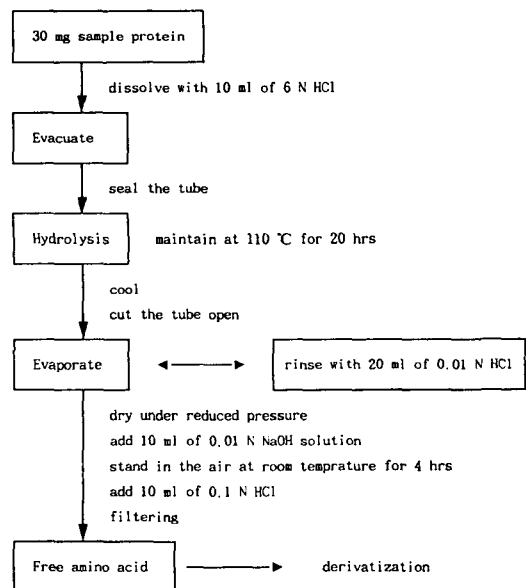 30 mg sample protein
dissolve with 10 ml of 6 N HCl
Evacuate
seal the tube
Hydrolysis maintain at 110 ℃ for 20 hrs
cool
cut the tube open
Evaporate rinse with 20 ml of 0.01 N HCl
dry under reduced pressure
add 10 ml of 0.01 N NaOH solution
stand in the air at room temprature for 4 hrs
add 10 ml of 0.1 N HCl
filtering
Free amino acid derivatization